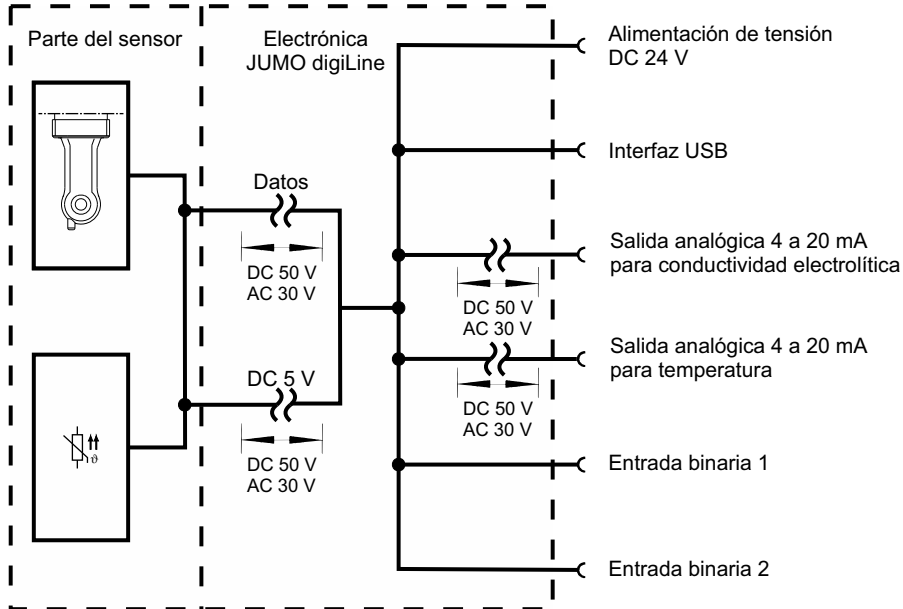 Parte del sensor
Electrónica
JUMO digiLine
Alimentación de tensión
DC 24 V
Interfaz USB
Datos
DC 50 V
AC 30 V
Salida analógica 4 a 20 mA
para conductividad electrolítica
DC 50 V
AC 30 V
Salida analógica 4 a 20 mA
para temperatura
DC 50 V
AC 30 V
DC 5 V
DC 50 V
AC 30 V
ϑ
Entrada binaria 1
Entrada binaria 2